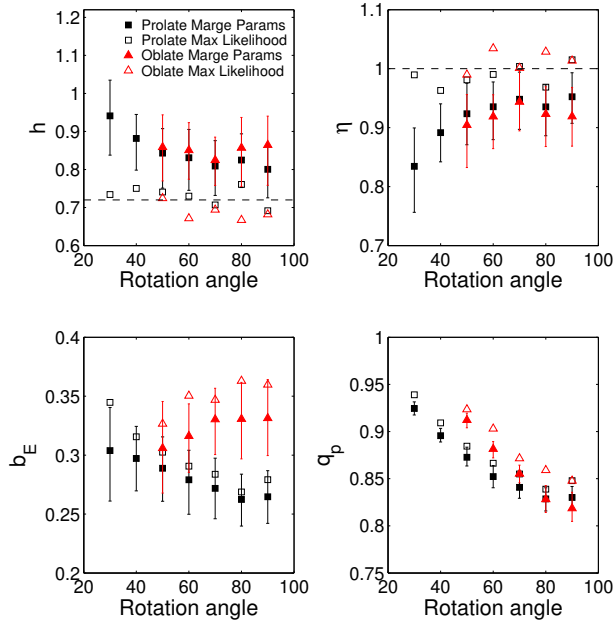 1.2
1.1
1
0.9
0.8
0.7
0.6
20 40 60 80 100
Rotation angle
h
Prolate Marge Params
Prolate Max Likelihood
Oblate Marge Params
Oblate Max Likelihood
1.1
1
0.9
0.8
0.7
20 40 60 80 100
Rotation angle
η
0.4
0.35
0.3
0.25
0.2
20 40 60 80 100
Rotation angle
b_E
1
0.95
0.9
0.85
0.8
20 40 60 80 100
Rotation angle
q_p